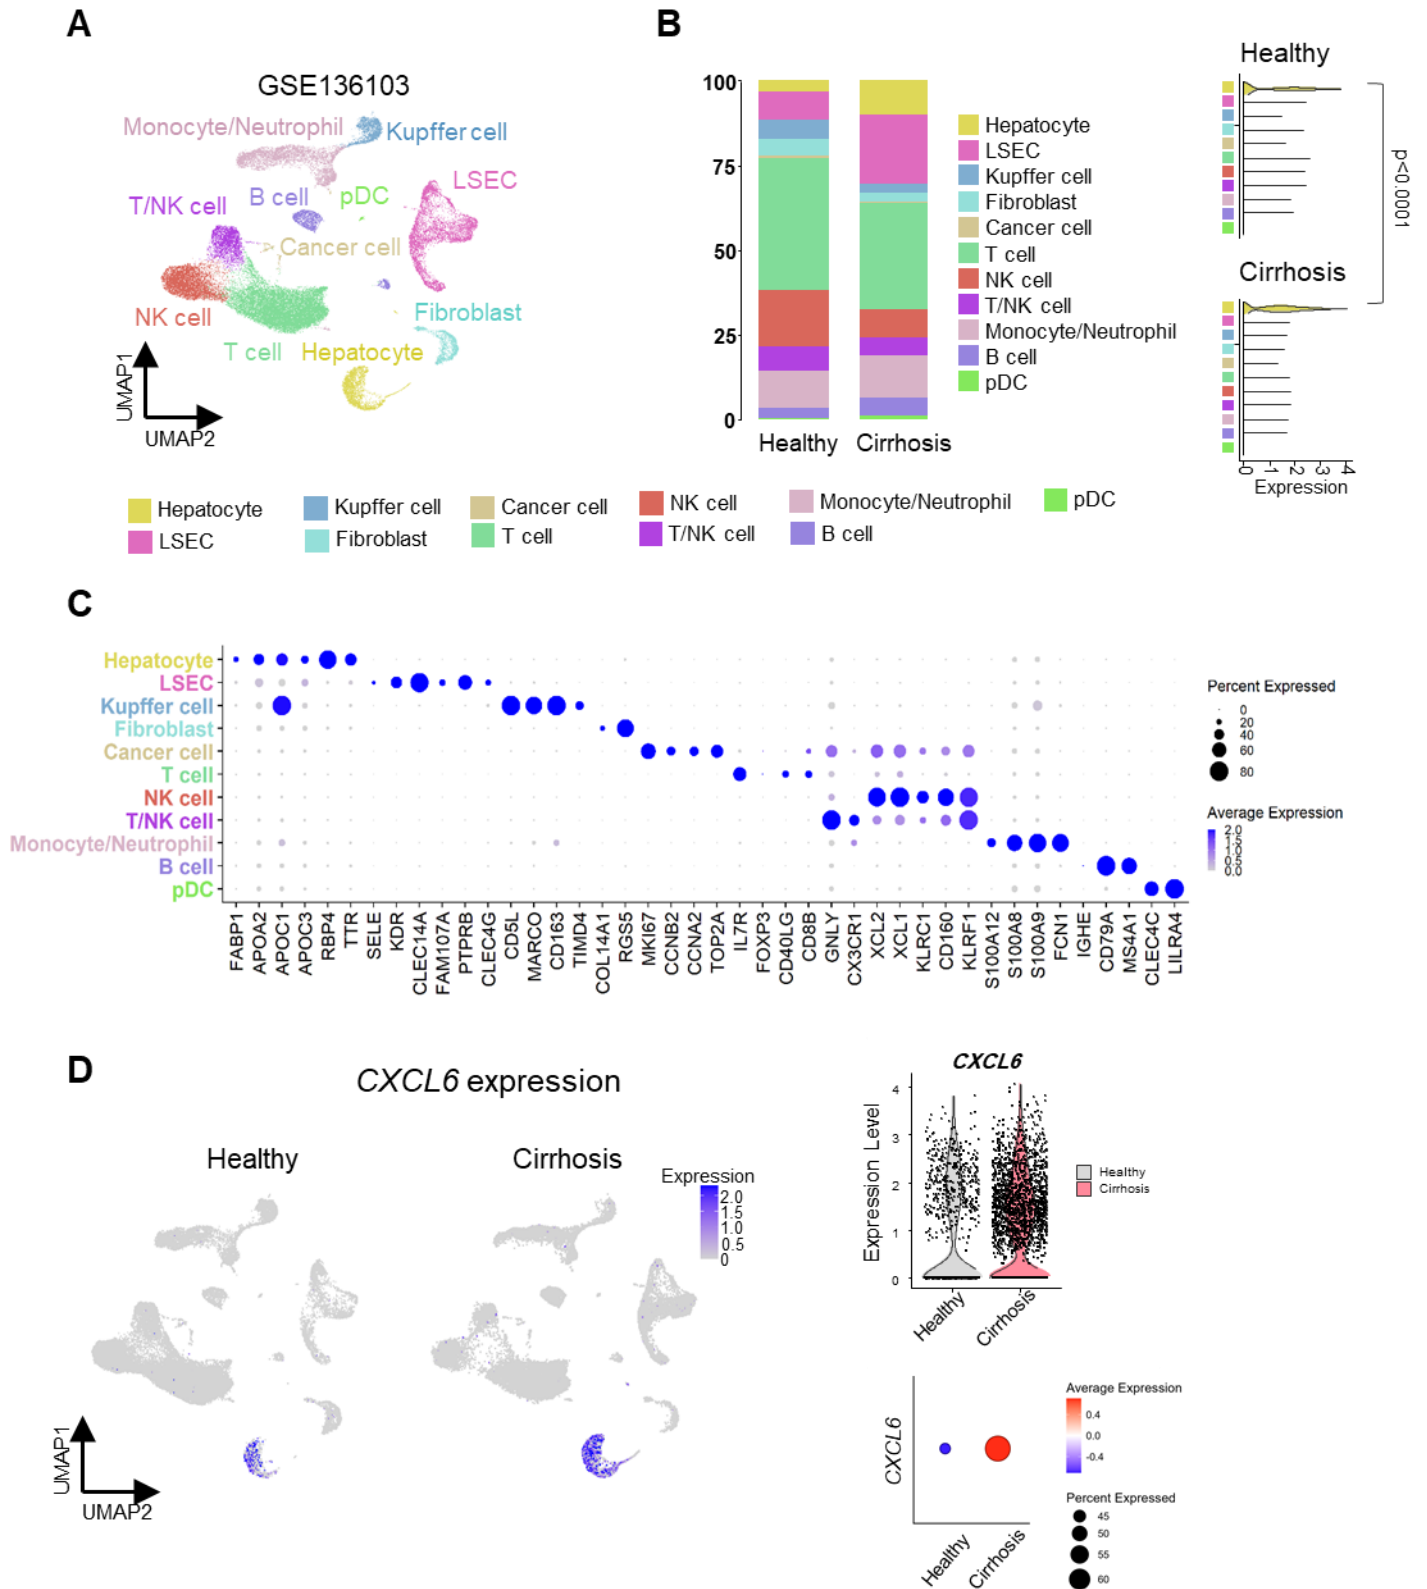 A
GSE136103
Monocyte/Neutrophil
Kupffer cell
LSEC
B cell
pDC
T/NK cell
Cancer cell
NK cell
Fibroblast
T cell
Hepatocyte
UMAP1
UMAP2
B
100
75
50
25
0
Healthy
Cirrhosis
Hepatocyte
LSEC
Kupffer cell
Fibroblast
Cancer cell
T cell
NK cell
T/NK cell
Monocyte/Neutrophil
B cell
pDC
Healthy
p<0.0001
Cirrhosis
0 1 2 3 4
Expression
Hepatocyte
Kupffer cell
Cancer cell
NK cell
Monocyte/Neutrophil
pDC
LSEC
Fibroblast
T cell
T/NK cell
B cell
C
Hepatocyte
LSEC
Kupffer cell
Fibroblast
Cancer cell
T cell
NK cell
T/NK cell
Monocyte/Neutrophil
B cell
pDC
FABP1
APOA2
APOC1
APOC3
RBP4
TTR
SELE
KDR
CLEC14A
FAM107A
PTPRB
CLEC4G
CD5L
MARCO
CD163
TIMD4
COL14A1
RGS5
MKI67
CCNB2
CCNA2
TOP2A
IL7R
FOXP3
CD40LG
CD8B
GNLY
CX3CR1
XCL2
XCL1
KLRC1
CD160
KLRF1
S100A12
S100A8
S100A9
FCN1
IGHE
CD79A
MS4A1
CLEC4C
LILRA4
Percent Expressed
0
20
40
60
80
Average Expression
2.0
1.5
1.0
0.5
0.0
D
CXCL6 expression
Healthy
Cirrhosis
Expression
2.0
1.5
1.0
0.5
0
UMAP1
UMAP2
CXCL6
Expression Level
4
3
2
1
0
Healthy
Cirrhosis
Healthy
Cirrhosis
CXCL6
Healthy
Cirrhosis
Average Expression
0.4
0.0
-0.4
Percent Expressed
45
50
55
60